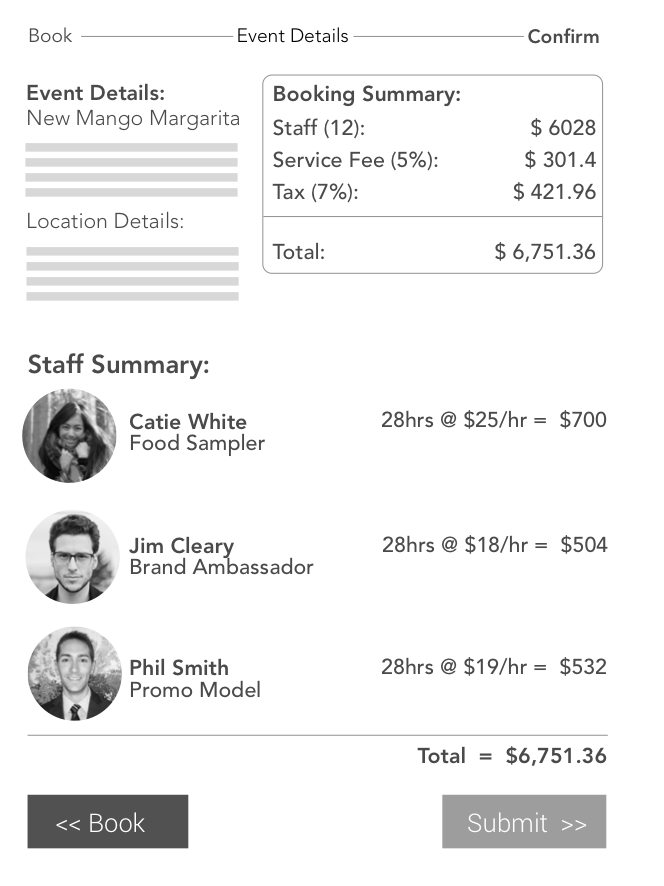 Book Event Details Confirm
Event Details:
New Mango Margarita
Location Details:
Booking Summary:
Staff (12): $ 6028
Service Fee (5%): $ 301.4
Tax (7%): $ 421.96
Total: $ 6,751.36
Staff Summary:
Catie White
Food Sampler
28hrs @ $25/hr = $700
Jim Cleary
Brand Ambassador
28hrs @ $18/hr = $504
Phil Smith
Promo Model
28hrs @ $19/hr = $532
Total = $6,751.36
<< Book
Submit >>